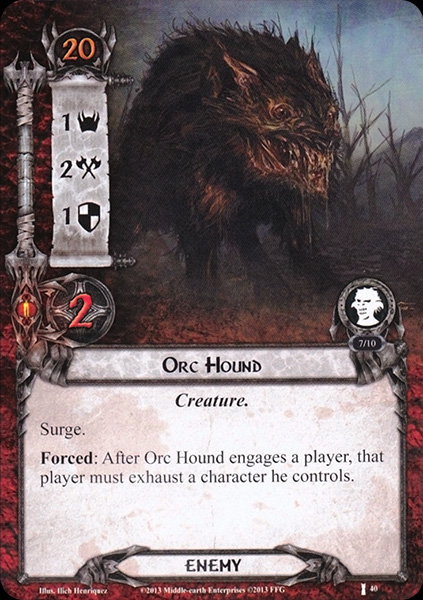 20
1
2
1
2
7/10
ORC HOUND
Creature.
Surge.
Forced: After Orc Hound engages a player, that
player must exhaust a character he controls.
ENEMY
Illus. Ilich Henriquez ©2013 Middle-earth Enterprises ©2013 FFG 40